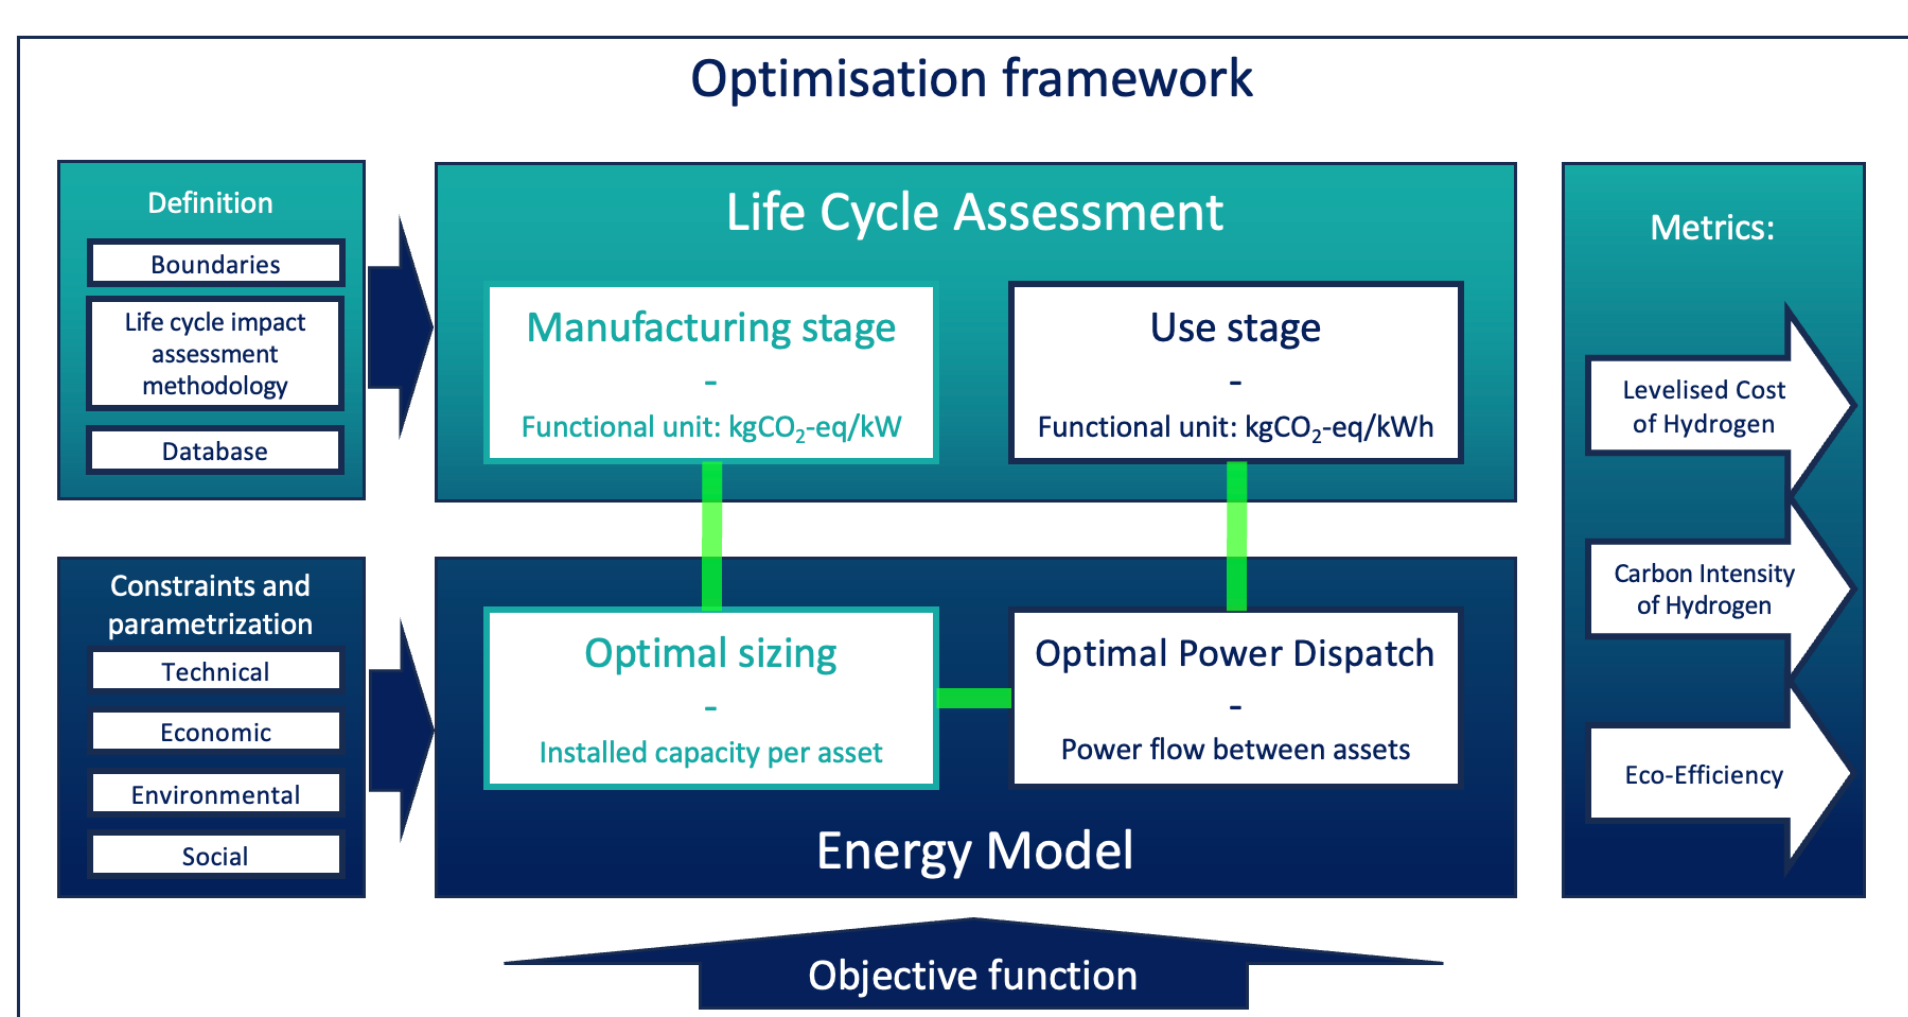 Optimisation framework
Definition
Boundaries
Life cycle impact
assessment
methodology
Database
Life Cycle Assessment
Manufacturing stage
-
Functional unit: kgCO₂-eq/kW
Use stage
-
Functional unit: kgCO₂-eq/kWh
Constraints and
parametrization
Technical
Economic
Environmental
Social
Optimal sizing
-
Installed capacity per asset
Optimal Power Dispatch
-
Power flow between assets
Energy Model
Objective function
Metrics:
Levelised Cost
of Hydrogen
Carbon Intensity
of Hydrogen
Eco-Efficiency